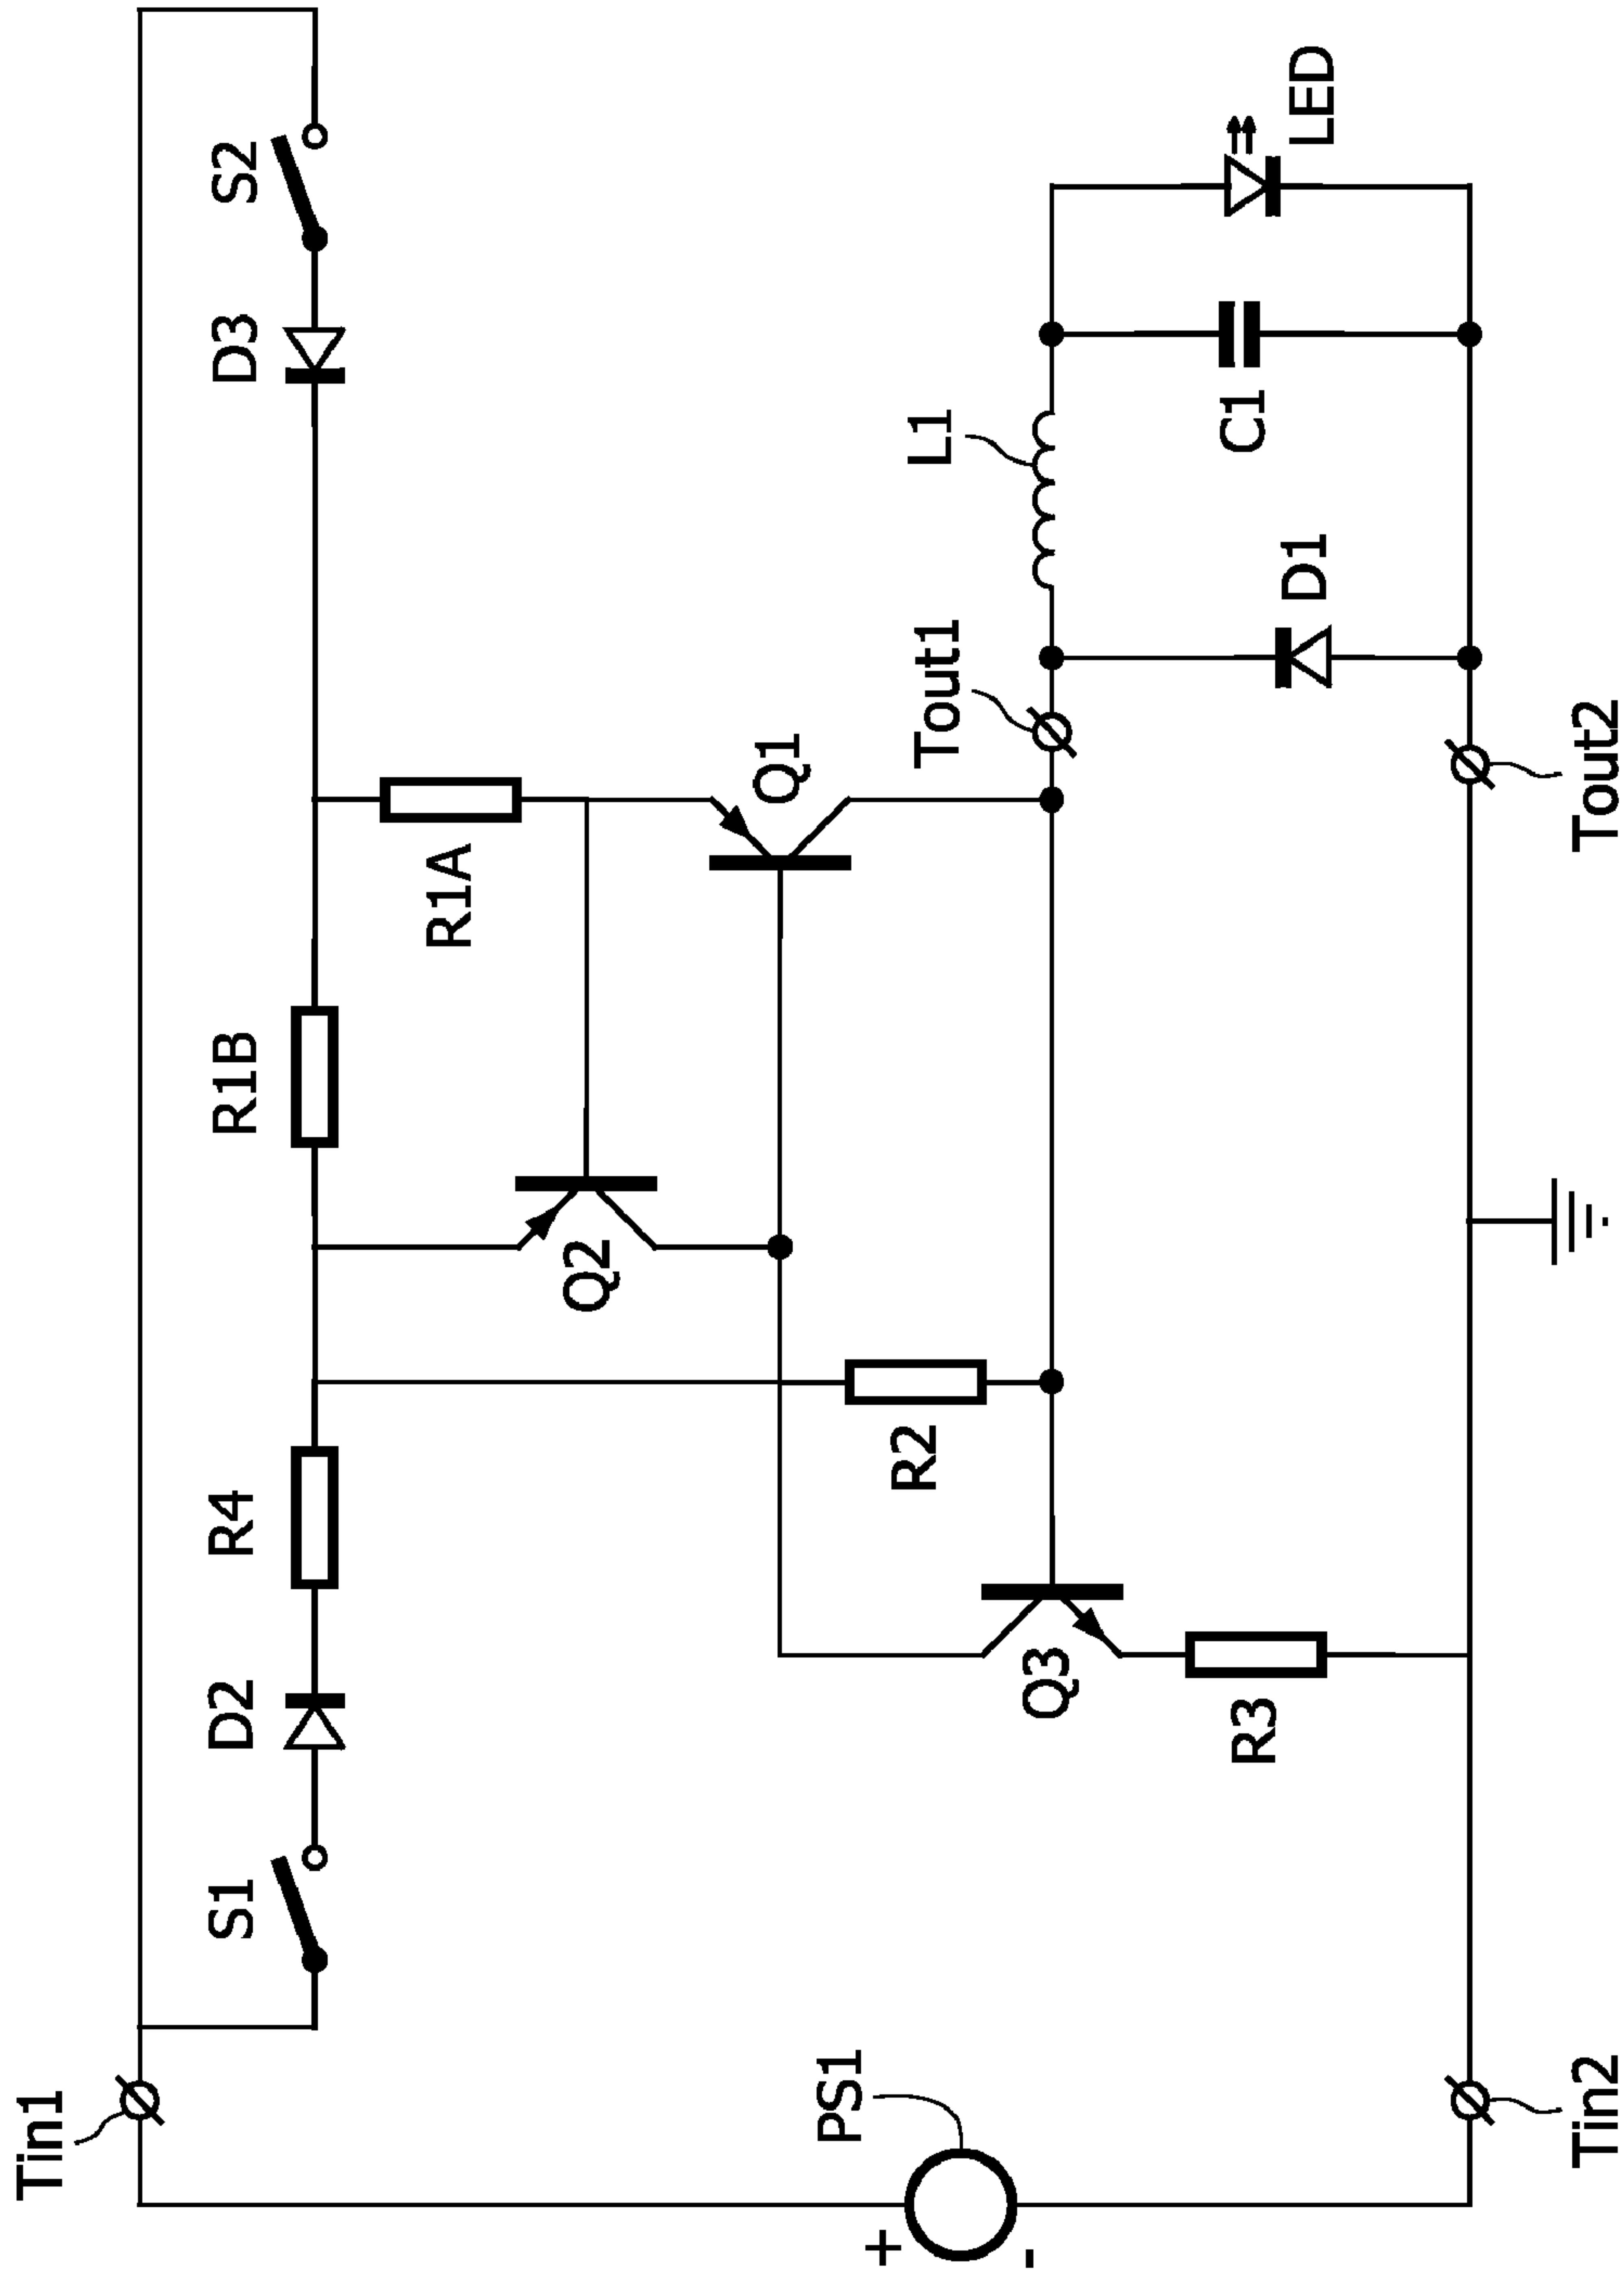 Tin1
S1
D2
R4
R1B
D3
S2
R1A
Q2
Q1
PS1
+
-
R2
Tout1
L1
Q3
R3
D1
C1
LED
Tin2
Tout2